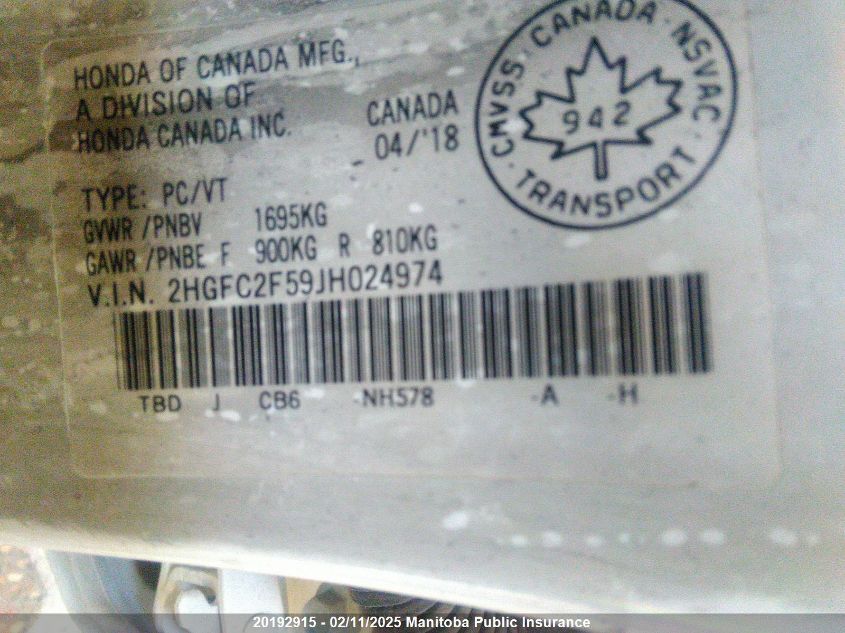 HONDA OF CANADA MFG.,
A DIVISION OF
HONDA CANADA INC.
CANADA
04/'18
CMVSS · CANADA · NSVAC
942
· TRANSPORT ·
TYPE: PC/VT
GVWR /PNBV 1695KG
GAWR /PNBE F 900KG R 810KG
V.I.N. 2HGFC2F59JH024974
TBD J CB6 -NH578 -A -H
20192915 - 02/11/2025 Manitoba Public Insurance